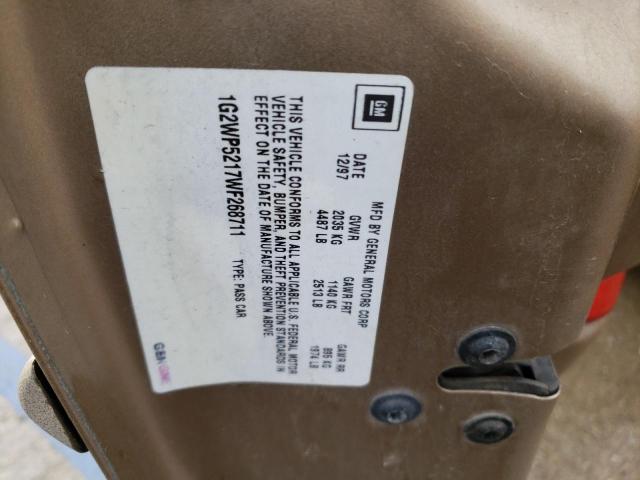 GM
MFD BY GENERAL MOTORS CORP
DATE GVWR GAWR FRT GAWR RR
12/97 2035 KG 1140 KG 895 KG
4487 LB 2513 LB 1974 LB
THIS VEHICLE CONFORMS TO ALL APPLICABLE U.S. FEDERAL MOTOR
VEHICLE SAFETY, BUMPER, AND THEFT PREVENTION STANDARDS IN
EFFECT ON THE DATE OF MANUFACTURE SHOWN ABOVE.
1G2WP5217WF268711 TYPE: PASS CAR